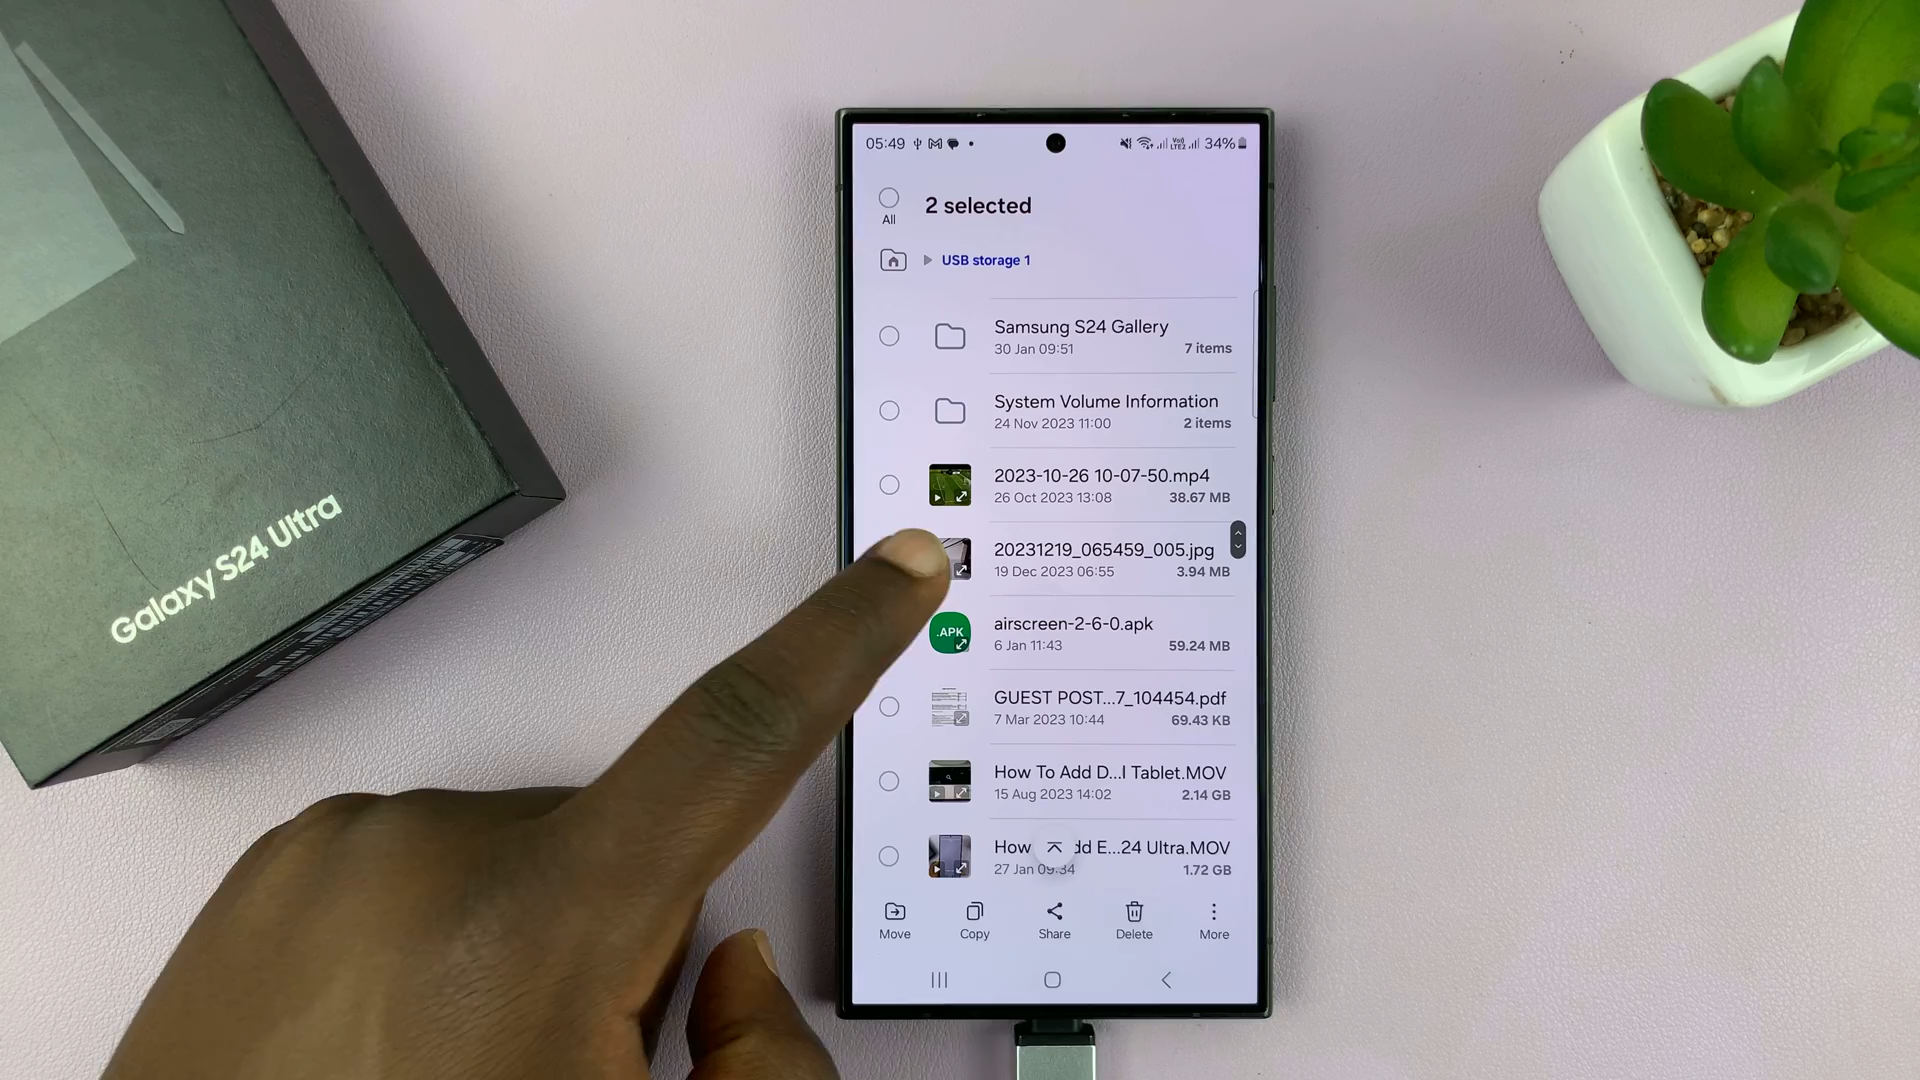 Galaxy S24 Ultra
05:49
34%
2 selected
All
USB storage 1
Samsung S24 Gallery
30 Jan 09:51 7 items
System Volume Information
24 Nov 2023 11:00 2 items
2023-10-26 10-07-50.mp4
26 Oct 2023 13:08 38.67 MB
20231219_065459_005.jpg
19 Dec 2023 06:55 3.94 MB
.APK
airscreen-2-6-0.apk
6 Jan 11:43 59.24 MB
GUEST POST...7_104454.pdf
7 Mar 2023 10:44 69.43 KB
How To Add D...l Tablet.MOV
15 Aug 2023 14:02 2.14 GB
How dd E...24 Ultra.MOV
27 Jan 09:34 1.72 GB
Move Copy Share Delete More